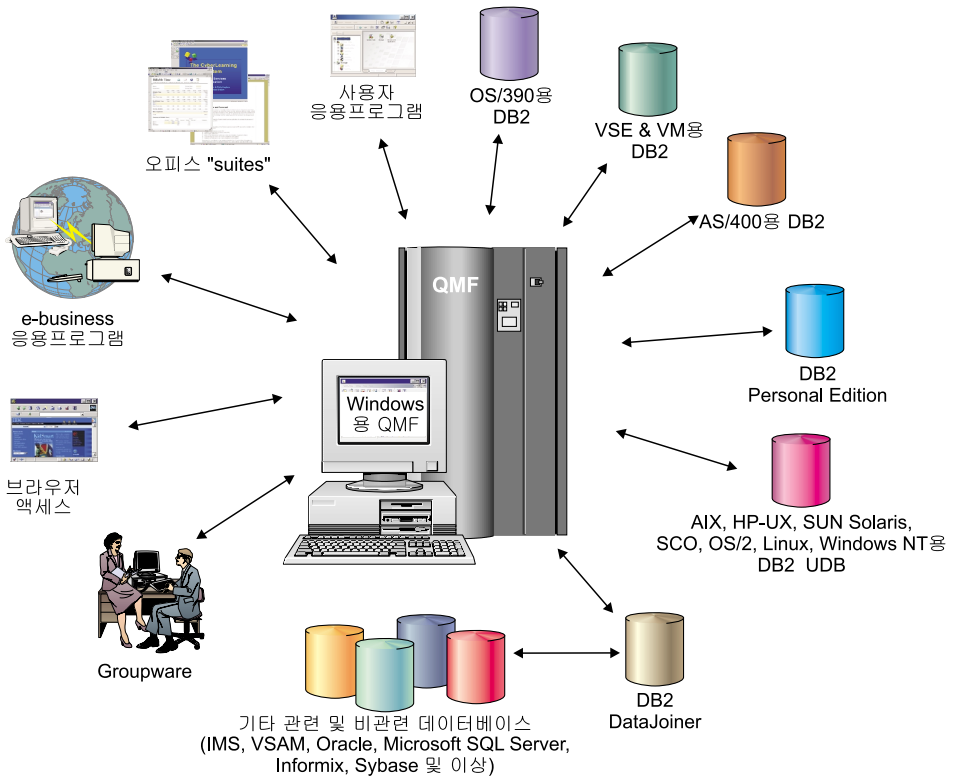 사용자
응용프로그램
OS/390용
DB2
VSE & VM용
DB2
오피스 "suites"
AS/400용 DB2
QMF
e-business
응용프로그램
DB2
Personal Edition
Windows
용 QMF
브라우저
액세스
AIX, HP-UX, SUN Solaris,
SCO, OS/2, Linux, Windows NT용
DB2 UDB
Groupware
DB2
DataJoiner
기타 관련 및 비관련 데이터베이스
(IMS, VSAM, Oracle, Microsoft SQL Server,
Informix, Sybase 및 이상)
The CyberLearning